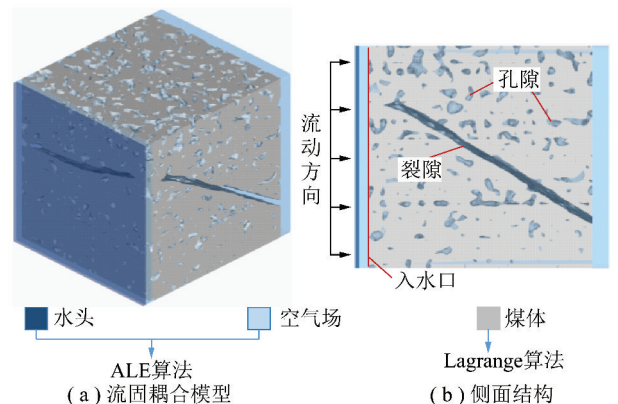 孔隙
流动方向
裂隙
入水口
水头
空气场
煤体
ALE算法
Lagrange算法
(a)流固耦合模型
(b)侧面结构